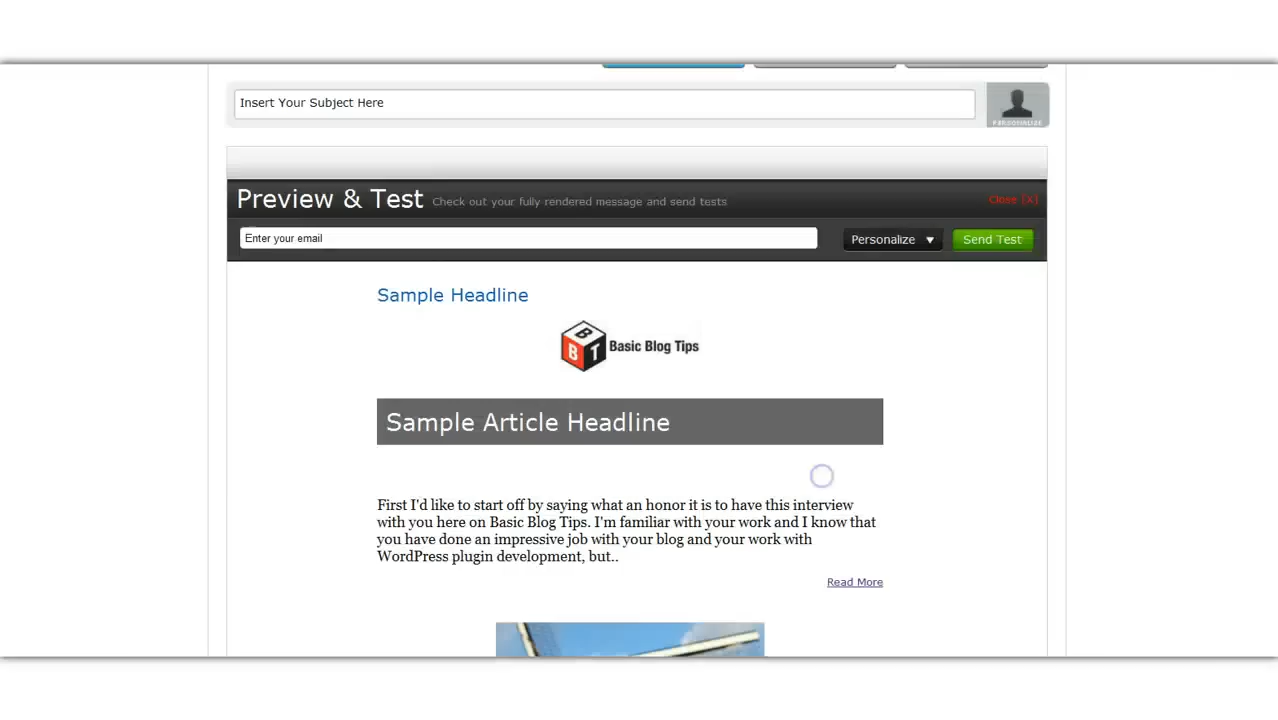 Insert Your Subject Here
PERSONALIZE
Preview & Test Check out your fully rendered message and send tests Close [X]
Enter your email Personalize ▼ Send Test
Sample Headline
B B T Basic Blog Tips
Sample Article Headline
First I'd like to start off by saying what an honor it is to have this interview
with you here on Basic Blog Tips. I'm familiar with your work and I know that
you have done an impressive job with your blog and your work with
WordPress plugin development, but..
Read More